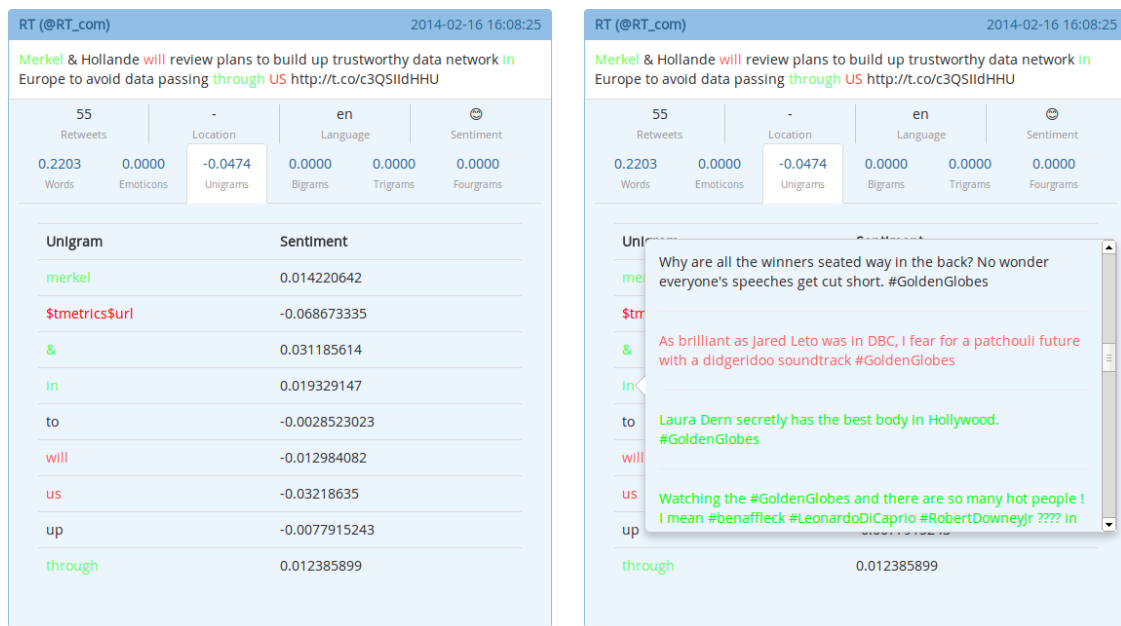 RT (@RT_com) 2014-02-16 16:08:25
Merkel & Hollande will review plans to build up trustworthy data network in
Europe to avoid data passing through US http://t.co/c3QSIIdHHU
55 - en 😊
Retweets Location Language Sentiment
0.2203 0.0000 -0.0474 0.0000 0.0000 0.0000
Words Emoticons Unigrams Bigrams Trigrams Fourgrams
Unigram Sentiment
merkel 0.014220642
$tmetrics$url -0.068673335
& 0.031185614
in 0.019329147
to -0.0028523023
will -0.012984082
us -0.03218635
up -0.0077915243
through 0.012385899
RT (@RT_com) 2014-02-16 16:08:25
Merkel & Hollande will review plans to build up trustworthy data network in
Europe to avoid data passing through US http://t.co/c3QSIIdHHU
55 - en 😊
Retweets Location Language Sentiment
0.2203 0.0000 -0.0474 0.0000 0.0000 0.0000
Words Emoticons Unigrams Bigrams Trigrams Fourgrams
Why are all the winners seated way in the back? No wonder
everyone's speeches get cut short. #GoldenGlobes
$tm
As brilliant as Jared Leto was in DBC, I fear for a patchouli future
& with a didgeridoo soundtrack #GoldenGlobes
in
to Laura Dern secretly has the best body in Hollywood.
#GoldenGlobes
will
us Watching the #GoldenGlobes and there are so many hot people !
I mean #benaffleck #LeonardoDiCaprio #RobertDowneyJr ???? in
up
through 0.012385899